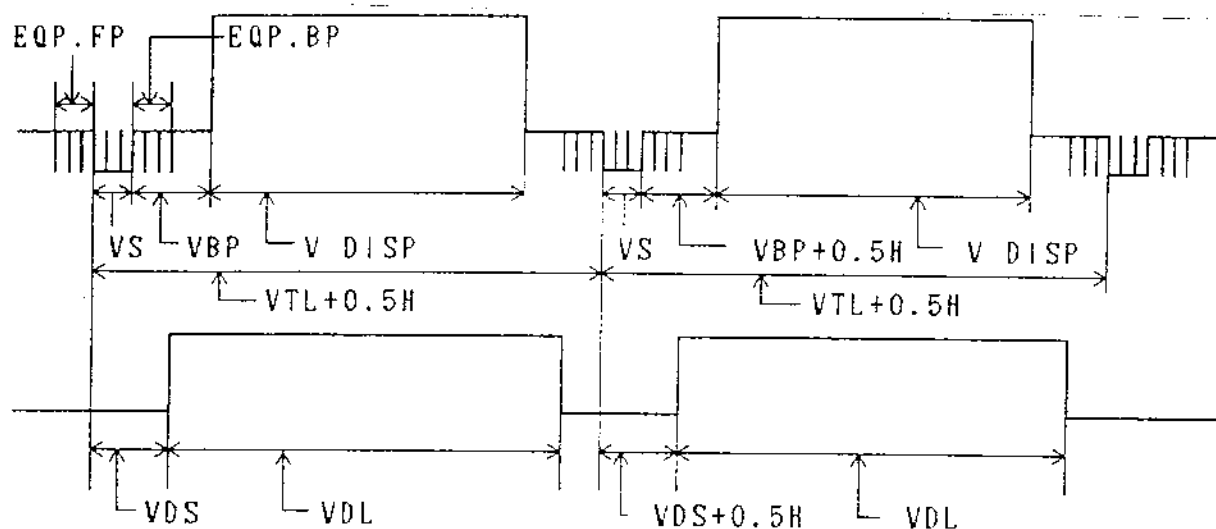 EQP.FP EQP.BP
VS VBP V DISP VS VBP+0.5H V DISP
VTL+0.5H VTL+0.5H
VDS VDL VDS+0.5H VDL